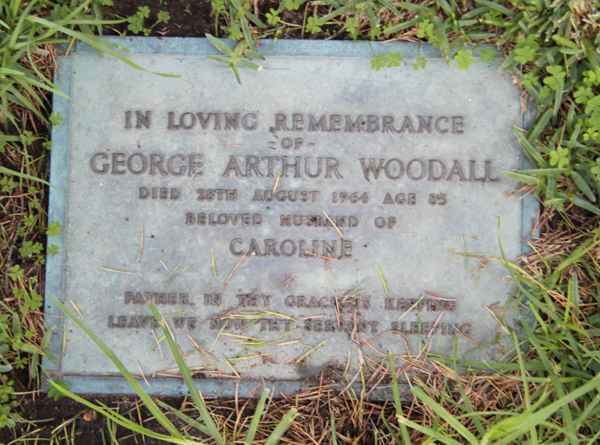 IN LOVING REMEMBRANCE
-OF-
GEORGE ARTHUR WOODALL
DIED 28TH AUGUST 1964 AGE 85
BELOVED HUSBAND OF
CAROLINE
FATHER, IN THY GRACIOUS KEEPING
LEAVE WE NOW THY SERVANT SLEEPING